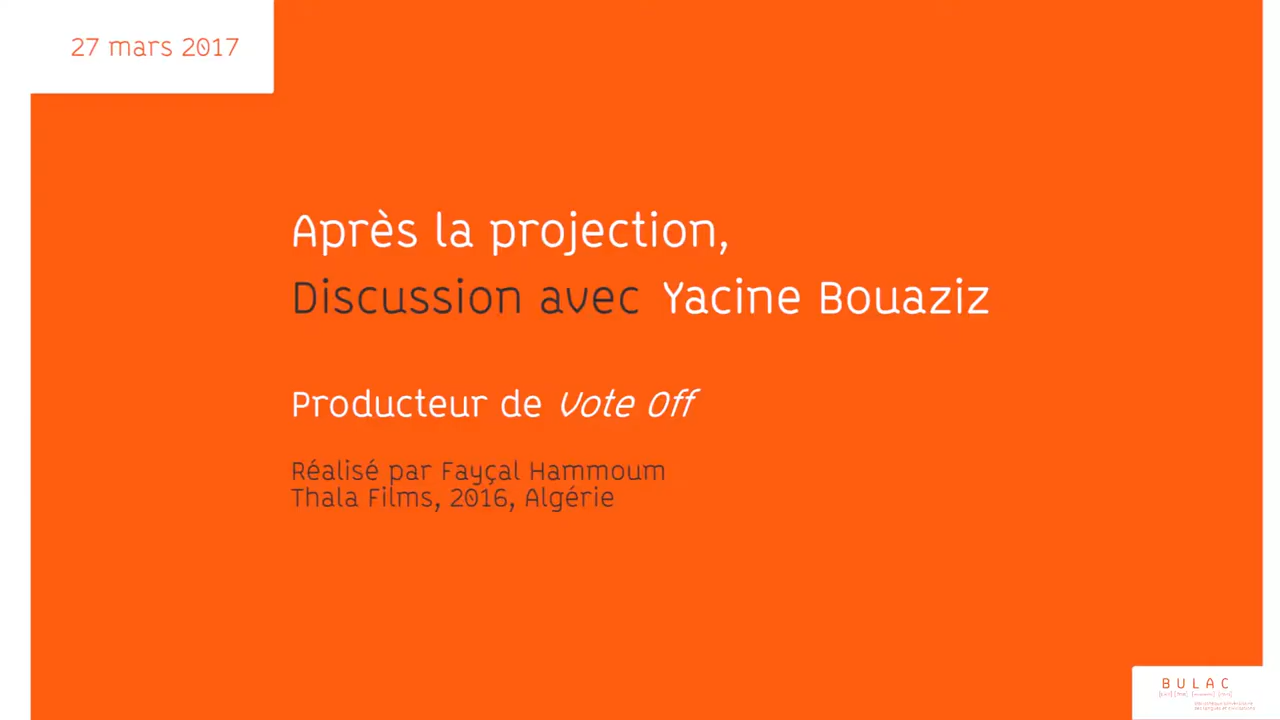 27 mars 2017
Après la projection,
Discussion avec Yacine Bouaziz
Producteur de Vote Off
Réalisé par Fayçal Hammoum
Thala Films, 2016, Algérie
BULAC